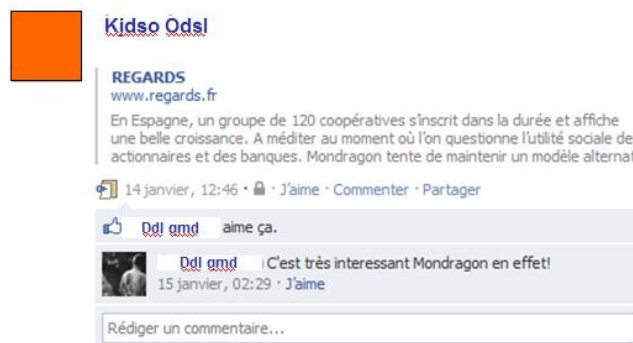 Kidso Odsl
REGARDS
www.regards.fr
En Espagne, un groupe de 120 coopératives s'inscrit dans la durée et affiche
une belle croissance. A méditer au moment où l'on questionne l'utilité sociale de
actionnaires et des banques. Mondragon tente de maintenir un modèle alternat
14 janvier, 12:46 · J'aime · Commenter · Partager
Ddl gmd aime ça.
Ddl gmd C'est très interessant Mondragon en effet!
15 janvier, 02:29 · J'aime
Rédiger un commentaire...